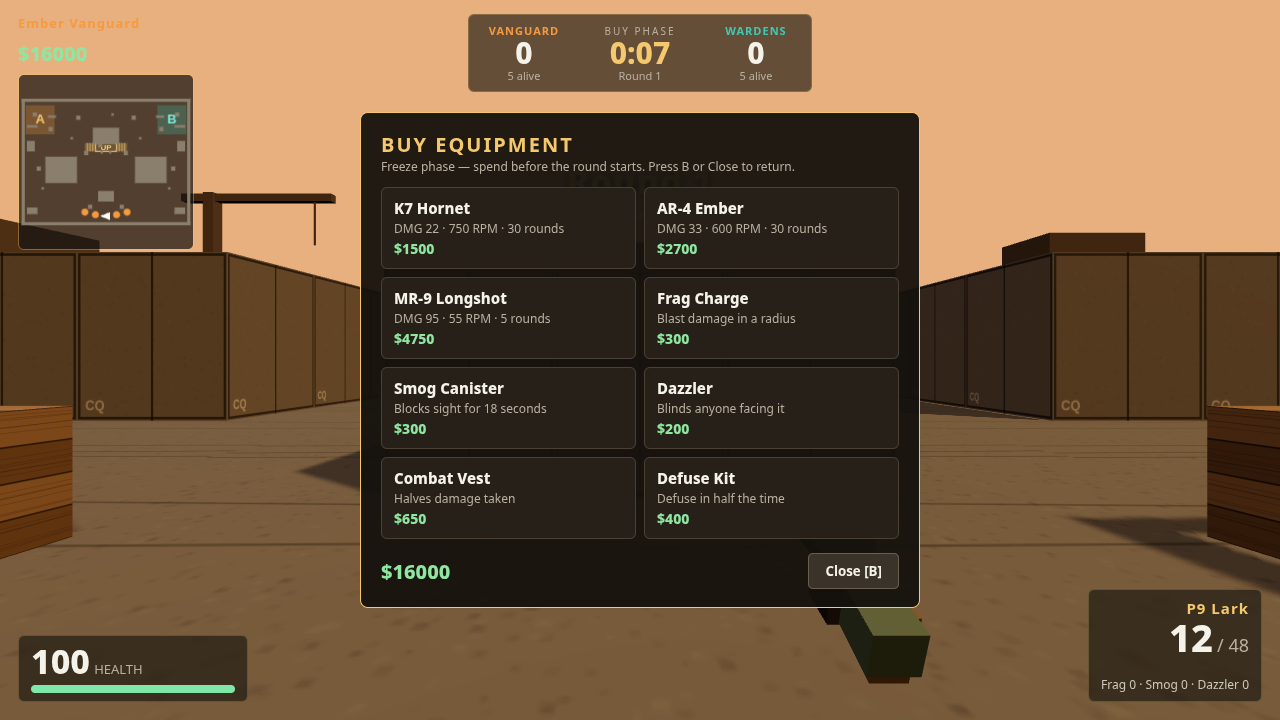 Ember Vanguard
$16000
A
B
UP
VANGUARD
0
5 alive
BUY PHASE
0:07
Round 1
WARDENS
0
5 alive
BUY EQUIPMENT
Freeze phase — spend before the round starts. Press B or Close to return.
K7 Hornet
DMG 22 · 750 RPM · 30 rounds
$1500
AR-4 Ember
DMG 33 · 600 RPM · 30 rounds
$2700
MR-9 Longshot
DMG 95 · 55 RPM · 5 rounds
$4750
Frag Charge
Blast damage in a radius
$300
Smog Canister
Blocks sight for 18 seconds
$300
Dazzler
Blinds anyone facing it
$200
Combat Vest
Halves damage taken
$650
Defuse Kit
Defuse in half the time
$400
$16000
Close [B]
CQ
CQ
CQ
CQ
CQ
CQ
100 HEALTH
P9 Lark
12 / 48
Frag 0 · Smog 0 · Dazzler 0